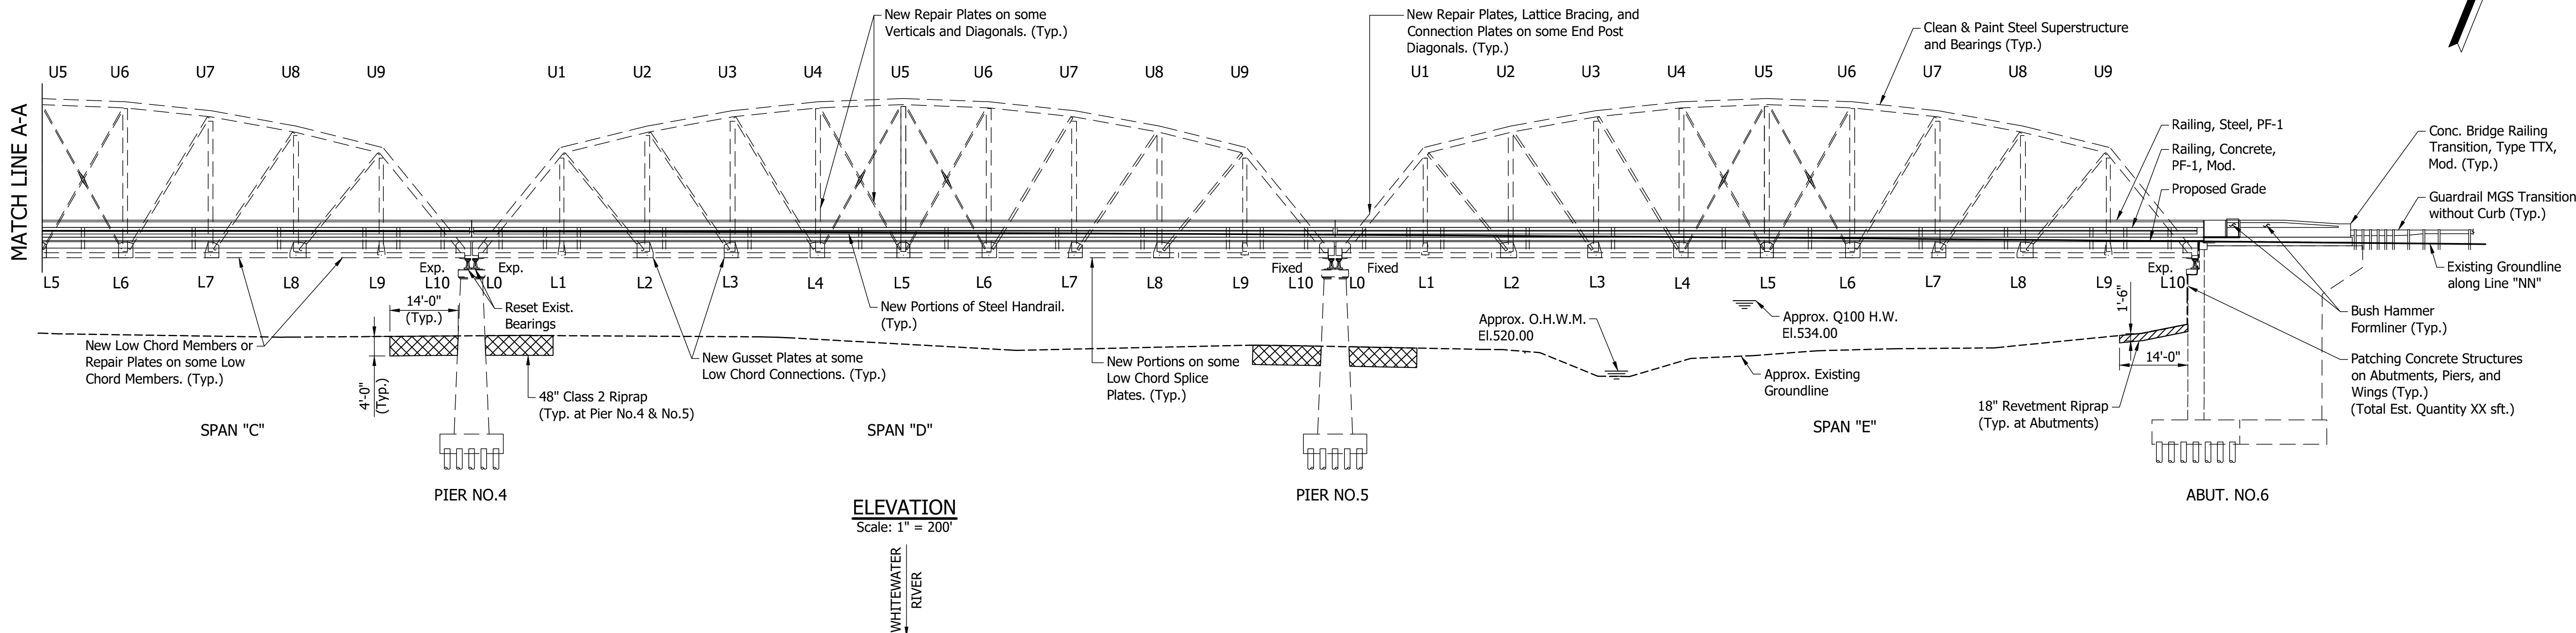 New Repair Plates on some
Verticals and Diagonals. (Typ.)
New Repair Plates, Lattice Bracing, and
Connection Plates on some End Post
Diagonals. (Typ.)
Clean & Paint Steel Superstructure
and Bearings (Typ.)
U5 U6 U7 U8 U9 U1 U2 U3 U4 U5 U6 U7 U8 U9 U1 U2 U3 U4 U5 U6 U7 U8 U9
MATCH LINE A-A
Railing, Steel, PF-1
Railing, Concrete,
PF-1, Mod.
Proposed Grade
Conc. Bridge Railing
Transition, Type TTX,
Mod. (Typ.)
Guardrail MGS Transition
without Curb (Typ.)
Exp. Exp. Fixed Fixed Exp.
L5 L6 L7 L8 L9 L10 L0 L1 L2 L3 L4 L5 L6 L7 L8 L9 L10 L0 L1 L2 L3 L4 L5 L6 L7 L8 L9 L10
Existing Groundline
along Line "NN"
14'-0"
(Typ.)
Reset Exist.
Bearings
New Portions of Steel Handrail.
(Typ.)
Approx. O.H.W.M.
El.520.00
Approx. Q100 H.W.
El.534.00
1'-6"
Bush Hammer
Formliner (Typ.)
New Low Chord Members or
Repair Plates on some Low
Chord Members. (Typ.)
4'-0"
(Typ.)
48" Class 2 Riprap
(Typ. at Pier No.4 & No.5)
New Gusset Plates at some
Low Chord Connections. (Typ.)
New Portions on some
Low Chord Splice
Plates. (Typ.)
Approx. Existing
Groundline
14'-0"
18" Revetment Riprap
(Typ. at Abutments)
Patching Concrete Structures
on Abutments, Piers, and
Wings (Typ.)
(Total Est. Quantity XX sft.)
SPAN "C" SPAN "D" SPAN "E"
PIER NO.4 PIER NO.5 ABUT. NO.6
ELEVATION
Scale: 1" = 200'
WHITEWATER
RIVER